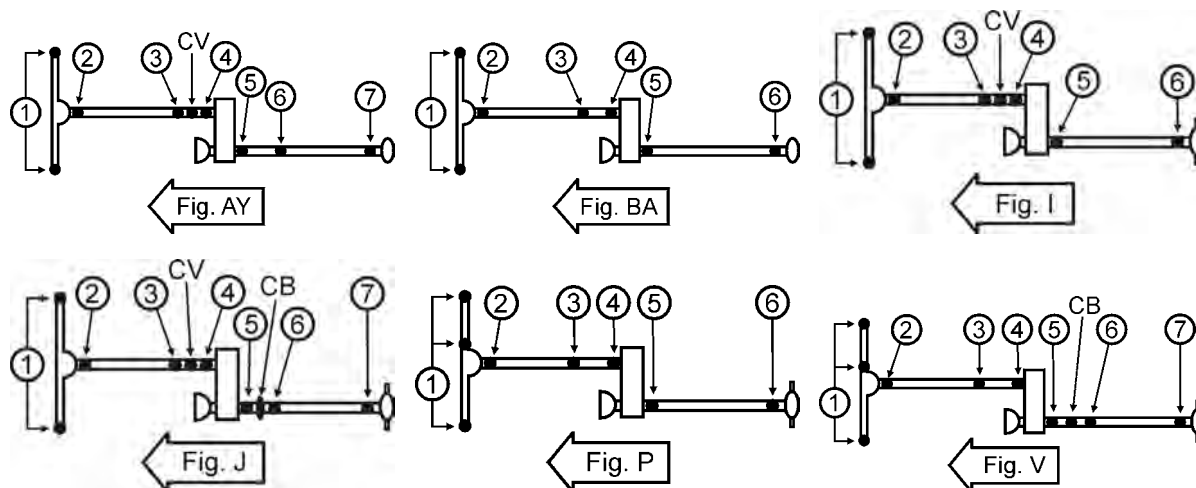 CV
② ③ ④
⑤ ⑥ ⑦
①
Fig. AY
② ③ ④
⑤ ⑥
①
Fig. BA
CV
② ③ ④
⑤ ⑥
①
Fig. I
CV
② ③ ④ CB
⑤ ⑥ ⑦
①
Fig. J
② ③ ④ ⑤ ⑥
①
Fig. P
CB
② ③ ④ ⑤ ⑥ ⑦
①
Fig. V